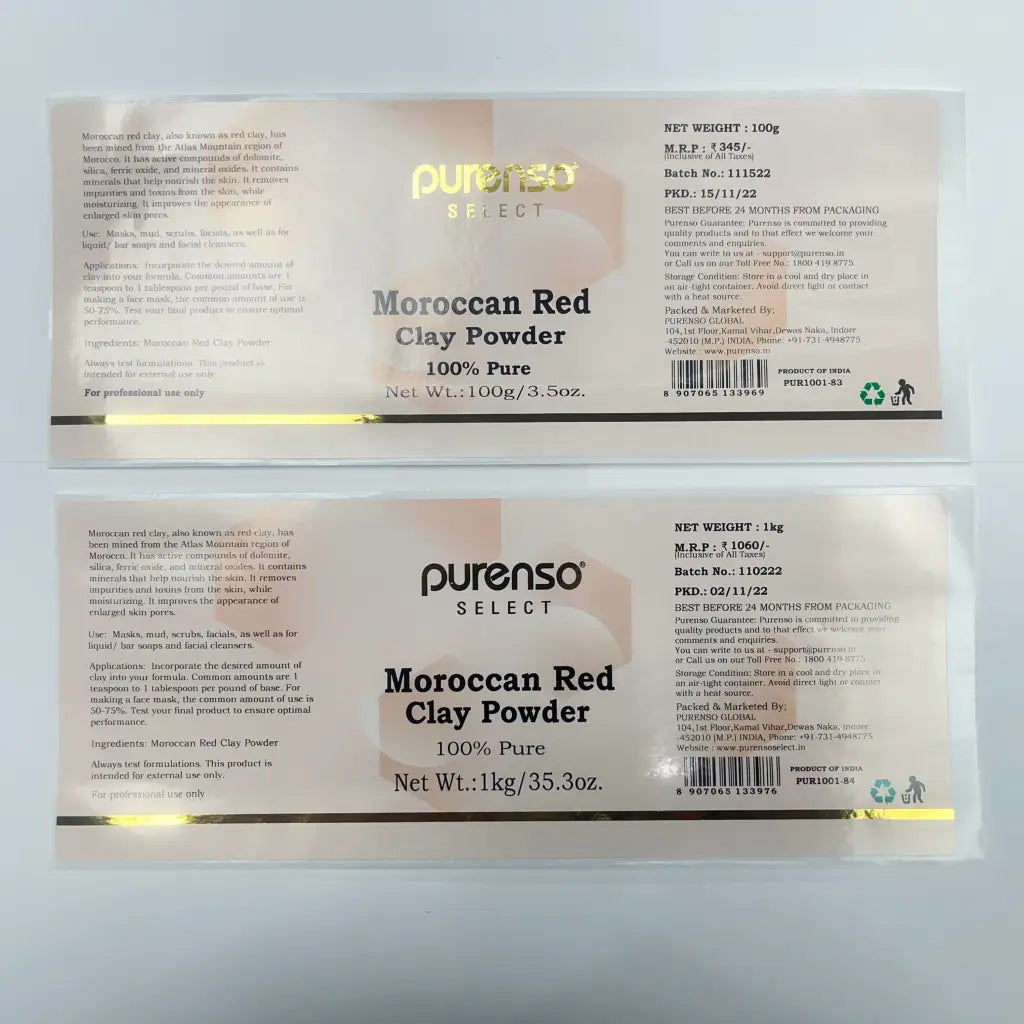 Moroccan red clay, also known as red clay, has
been mined from the Atlas Mountain region of
Morocco. It has active compounds of dolomite,
silica, ferric oxide, and mineral oxides. It contains
minerals that help nourish the skin. It removes
impurities and toxins from the skin, while
moisturizing. It improves the appearance of
enlarged skin pores.
Use: Masks, mud, scrubs, facials, as well as for
liquid/ bar soaps and facial cleansers.
Applications: Incorporate the desired amount of
clay into your formula. Common amounts are 1
teaspoon to 1 tablespoon per pound of base. For
making a face mask, the common amount of use is
50-75%. Test your final product to ensure optimal
performance.
Ingredients: Moroccan Red Clay Powder
Always test formulations. This product is
intended for external use only
For professional use only
purenso®
SELECT
Moroccan Red
Clay Powder
100% Pure
Net Wt.:100g/3.5oz.
NET WEIGHT : 100g
M.R.P : ₹ 345/-
(Inclusive of All Taxes)
Batch No.: 111522
PKD.: 15/11/22
BEST BEFORE 24 MONTHS FROM PACKAGING
Purenso Guarantee: Purenso is committed to providing
quality products and to that effect we welcome your
comments and enquiries.
You can write to us at - support@purenso.in
or Call us on our Toll Free No.: 1800 419 8775
Storage Condition: Store in a cool and dry place in
an air-tight container. Avoid direct light or contact
with a heat source.
Packed & Marketed By;
PURENSO GLOBAL
104,1st Floor,Kamal Vihar,Dewas Naka, Indore
-452010 (M.P.) INDIA, Phone: +91-731-4948775
Website : www.purenso.in
8 907065 133969
PRODUCT OF INDIA
PUR1001-83
Moroccan red clay, also known as red clay, has
been mined from the Atlas Mountain region of
Morocco. It has active compounds of dolomite,
silica, ferric oxide, and mineral oxides. It contains
minerals that help nourish the skin. It removes
impurities and toxins from the skin, while
moisturizing. It improves the appearance of
enlarged skin pores.
Use: Masks, mud, scrubs, facials, as well as for
liquid/ bar soaps and facial cleansers.
Applications: Incorporate the desired amount of
clay into your formula. Common amounts are 1
teaspoon to 1 tablespoon per pound of base. For
making a face mask, the common amount of use is
50-75%. Test your final product to ensure optimal
performance.
Ingredients: Moroccan Red Clay Powder
Always test formulations. This product is
intended for external use only.
For professional use only
purenso®
SELECT
Moroccan Red
Clay Powder
100% Pure
Net Wt.:1kg/35.3oz.
NET WEIGHT : 1kg
M.R.P : ₹ 1060/-
(Inclusive of All Taxes)
Batch No.: 110222
PKD.: 02/11/22
BEST BEFORE 24 MONTHS FROM PACKAGING
Purenso Guarantee: Purenso is committed to providing
quality products and to that effect we welcome your
comments and enquiries.
You can write to us at - support@purenso.in
or Call us on our Toll Free No.: 1800 419 8775
Storage Condition: Store in a cool and dry place in
an air-tight container. Avoid direct light or contact
with a heat source.
Packed & Marketed By;
PURENSO GLOBAL
104,1st Floor,Kamal Vihar,Dewas Naka, Indore
-452010 (M.P.) INDIA, Phone: +91-731-4948775
Website : www.purensoselect.in
8 907065 133976
PRODUCT OF INDIA
PUR1001-84